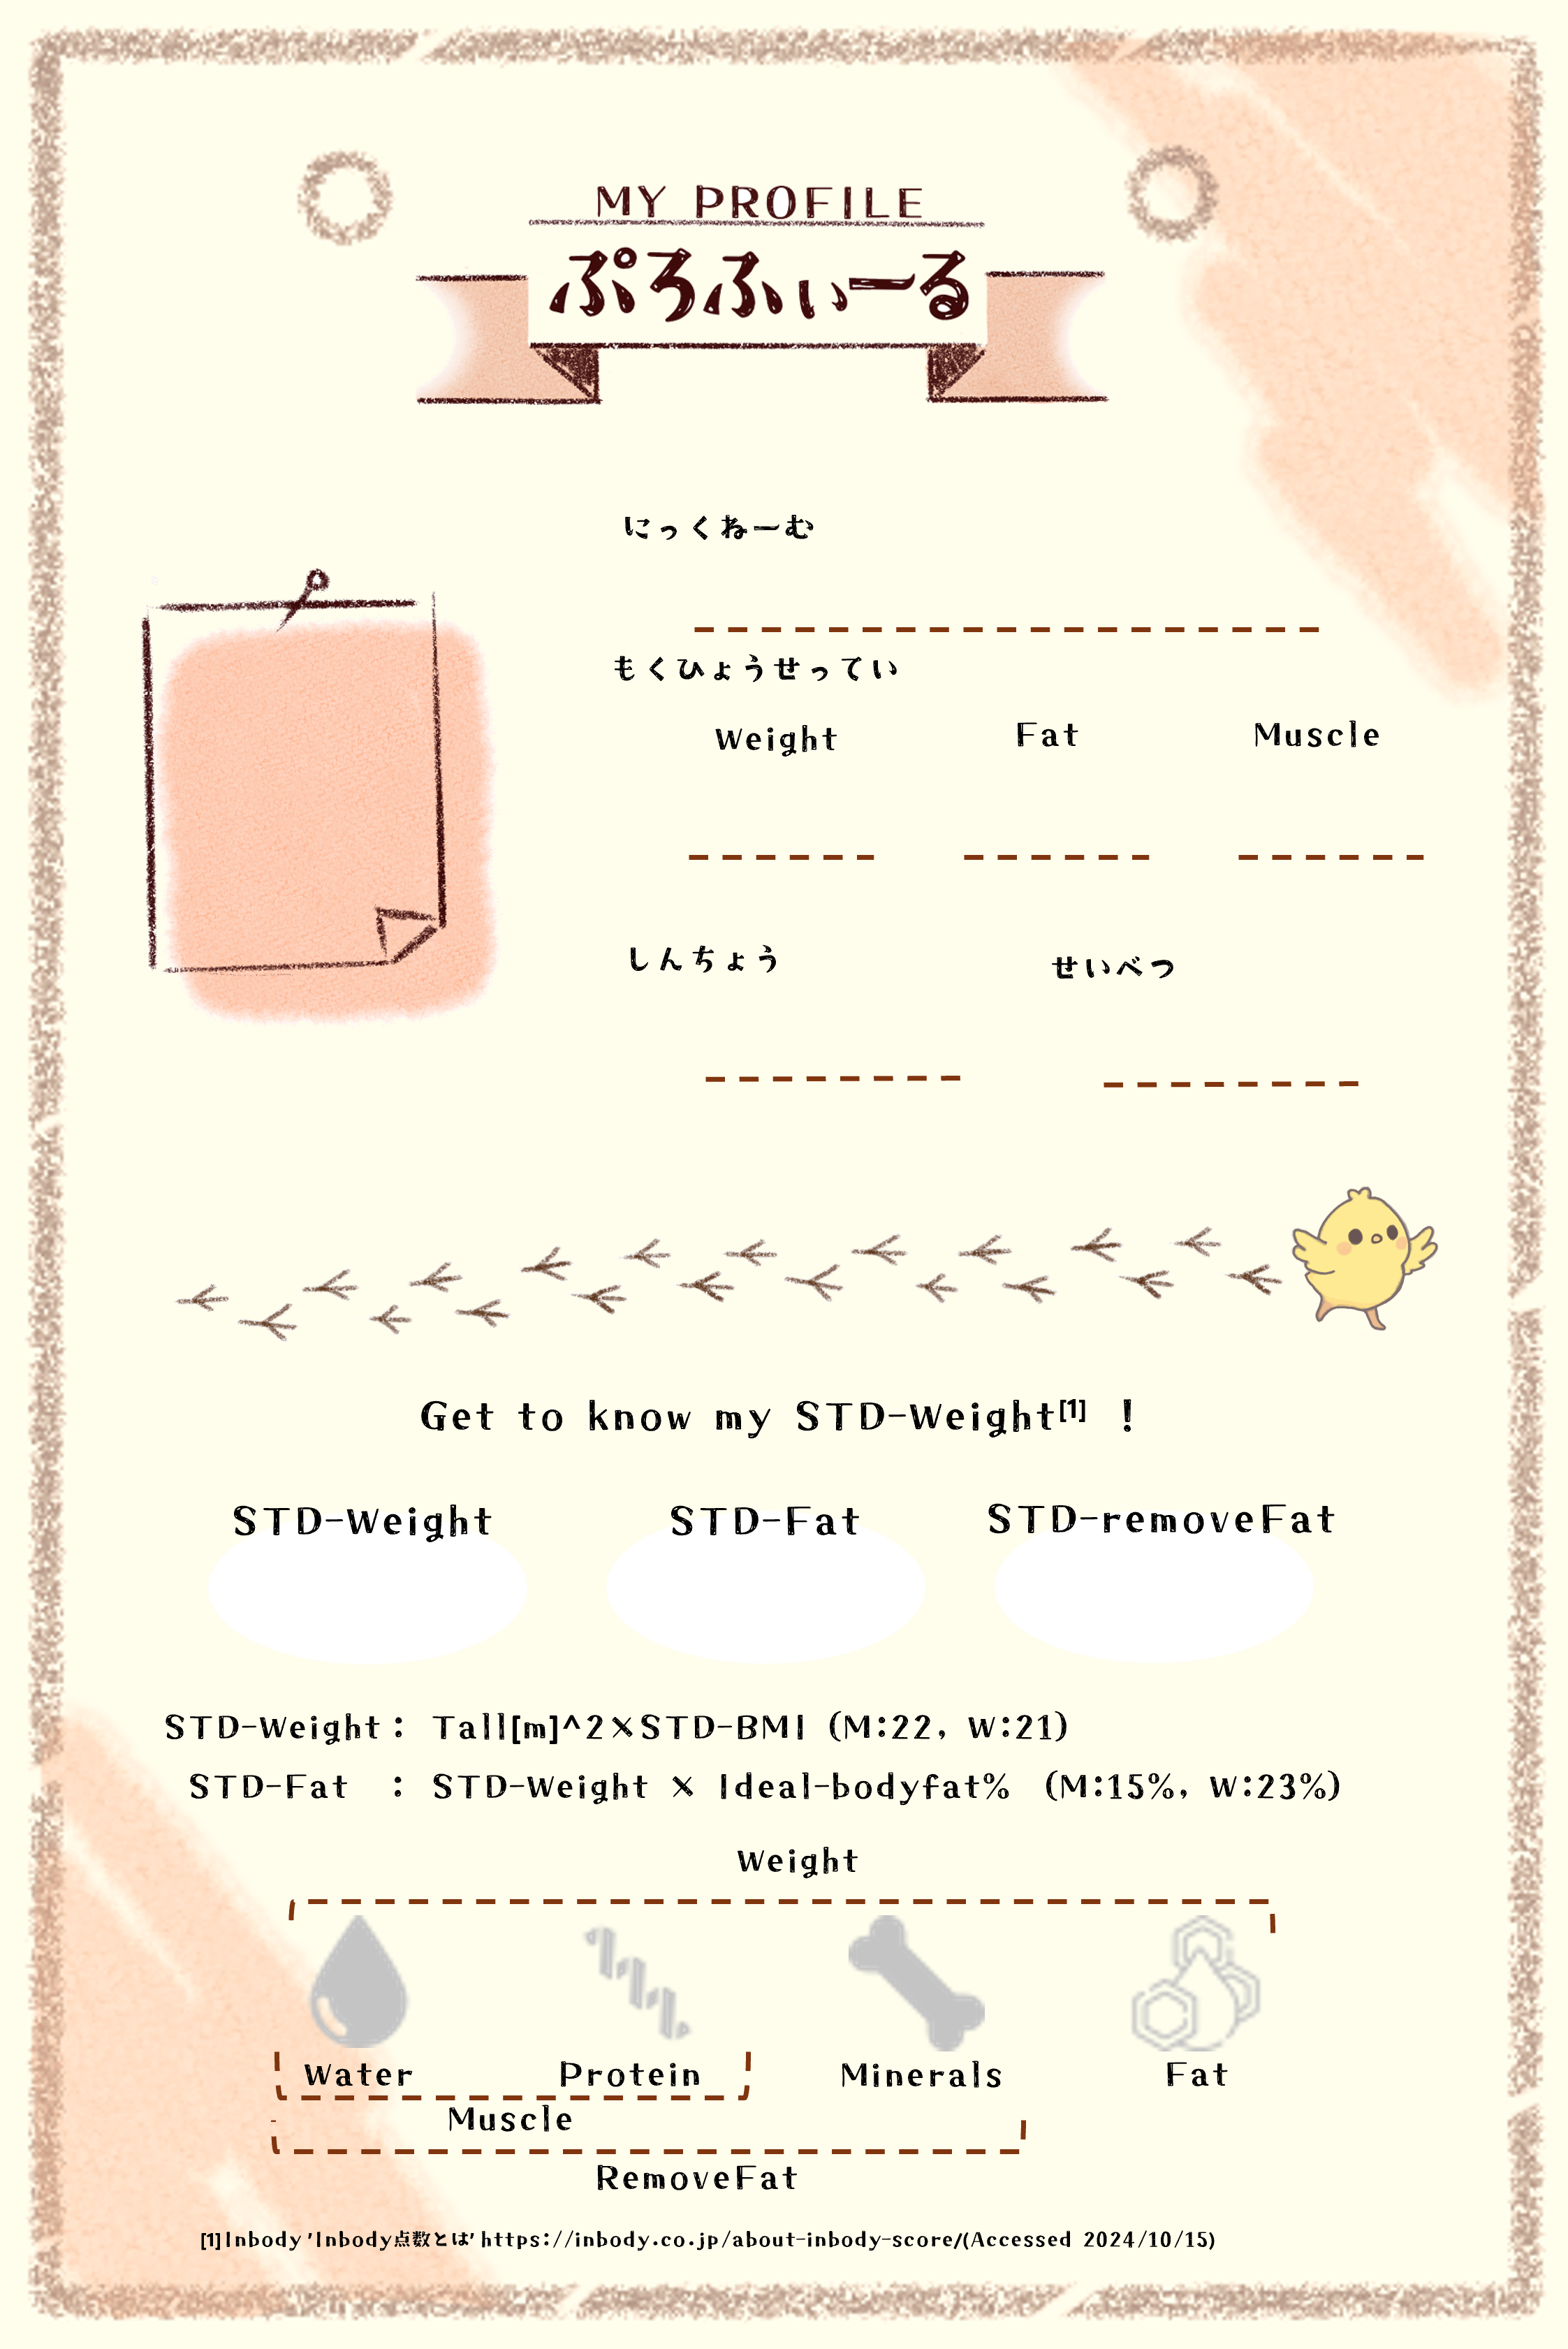 MY PROFILE
ぷろふぃーる
にっくねーむ
もくひょうせってい
Weight Fat Muscle
しんちょう せいべつ
Get to know my STD-Weight[1] !
STD-Weight STD-Fat STD-removeFat
STD-Weight : Tall[m]^2×STD-BMI (M:22, W:21)
STD-Fat : STD-Weight × Ideal-bodyfat% (M:15%, W:23%)
Weight
Water Protein Minerals Fat
Muscle
RemoveFat
[1]Inbody 'Inbody点数とは' https://inbody.co.jp/about-inbody-score/(Accessed 2024/10/15)